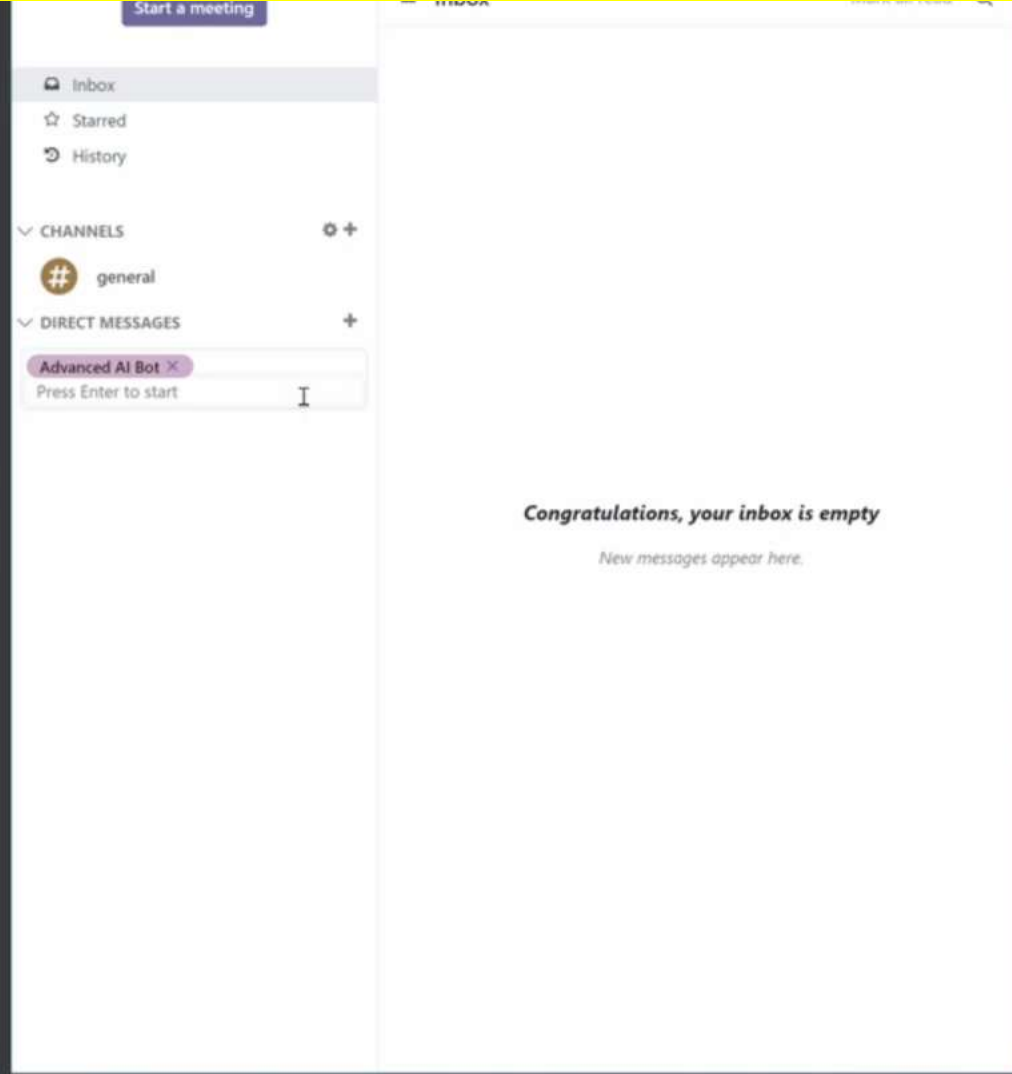 Start a meeting
Inbox
Inbox
Starred
History
CHANNELS
general
DIRECT MESSAGES
Advanced AI Bot ×
Press Enter to start
Congratulations, your inbox is empty
New messages appear here.